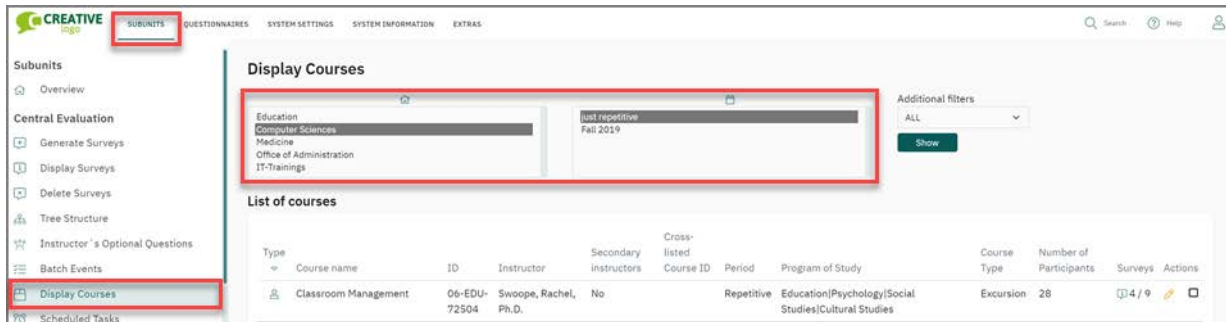 CREATIVE
logo
SUBUNITS QUESTIONNAIRES SYSTEM SETTINGS SYSTEM INFORMATION EXTRAS
Search Help
Subunits
Overview
Central Evaluation
Generate Surveys
Display Surveys
Delete Surveys
Tree Structure
Instructor`s Optional Questions
Batch Events
Display Courses
Scheduled Tasks
Display Courses
Education
Computer Sciences
Medicine
Office of Administration
IT-Trainings
just repetitive
Fall 2019
Additional filters
ALL
Show
List of courses
Type Course name ID Instructor Secondary instructors Cross-listed Course ID Period Program of Study Course Type Number of Participants Surveys Actions
Classroom Management 06-EDU-72504 Swoope, Rachel, Ph.D. No Repetitive Education|Psychology|Social Studies|Cultural Studies Excursion 28 4/9